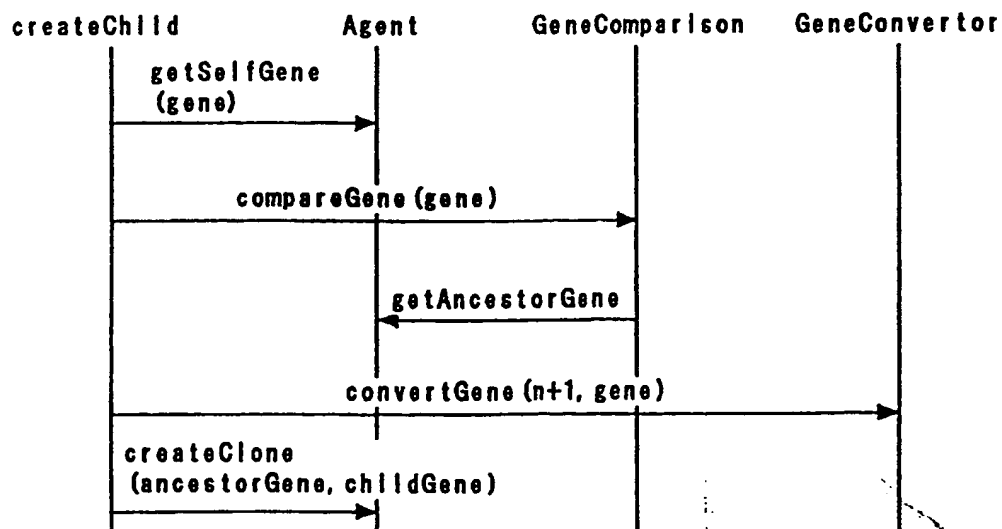 createChild Agent GeneComparison GeneConvertor
getSelfGene
(gene)
compareGene (gene)
getAncestorGene
convertGene (n+1, gene)
createClone
(ancestorGene, childGene)